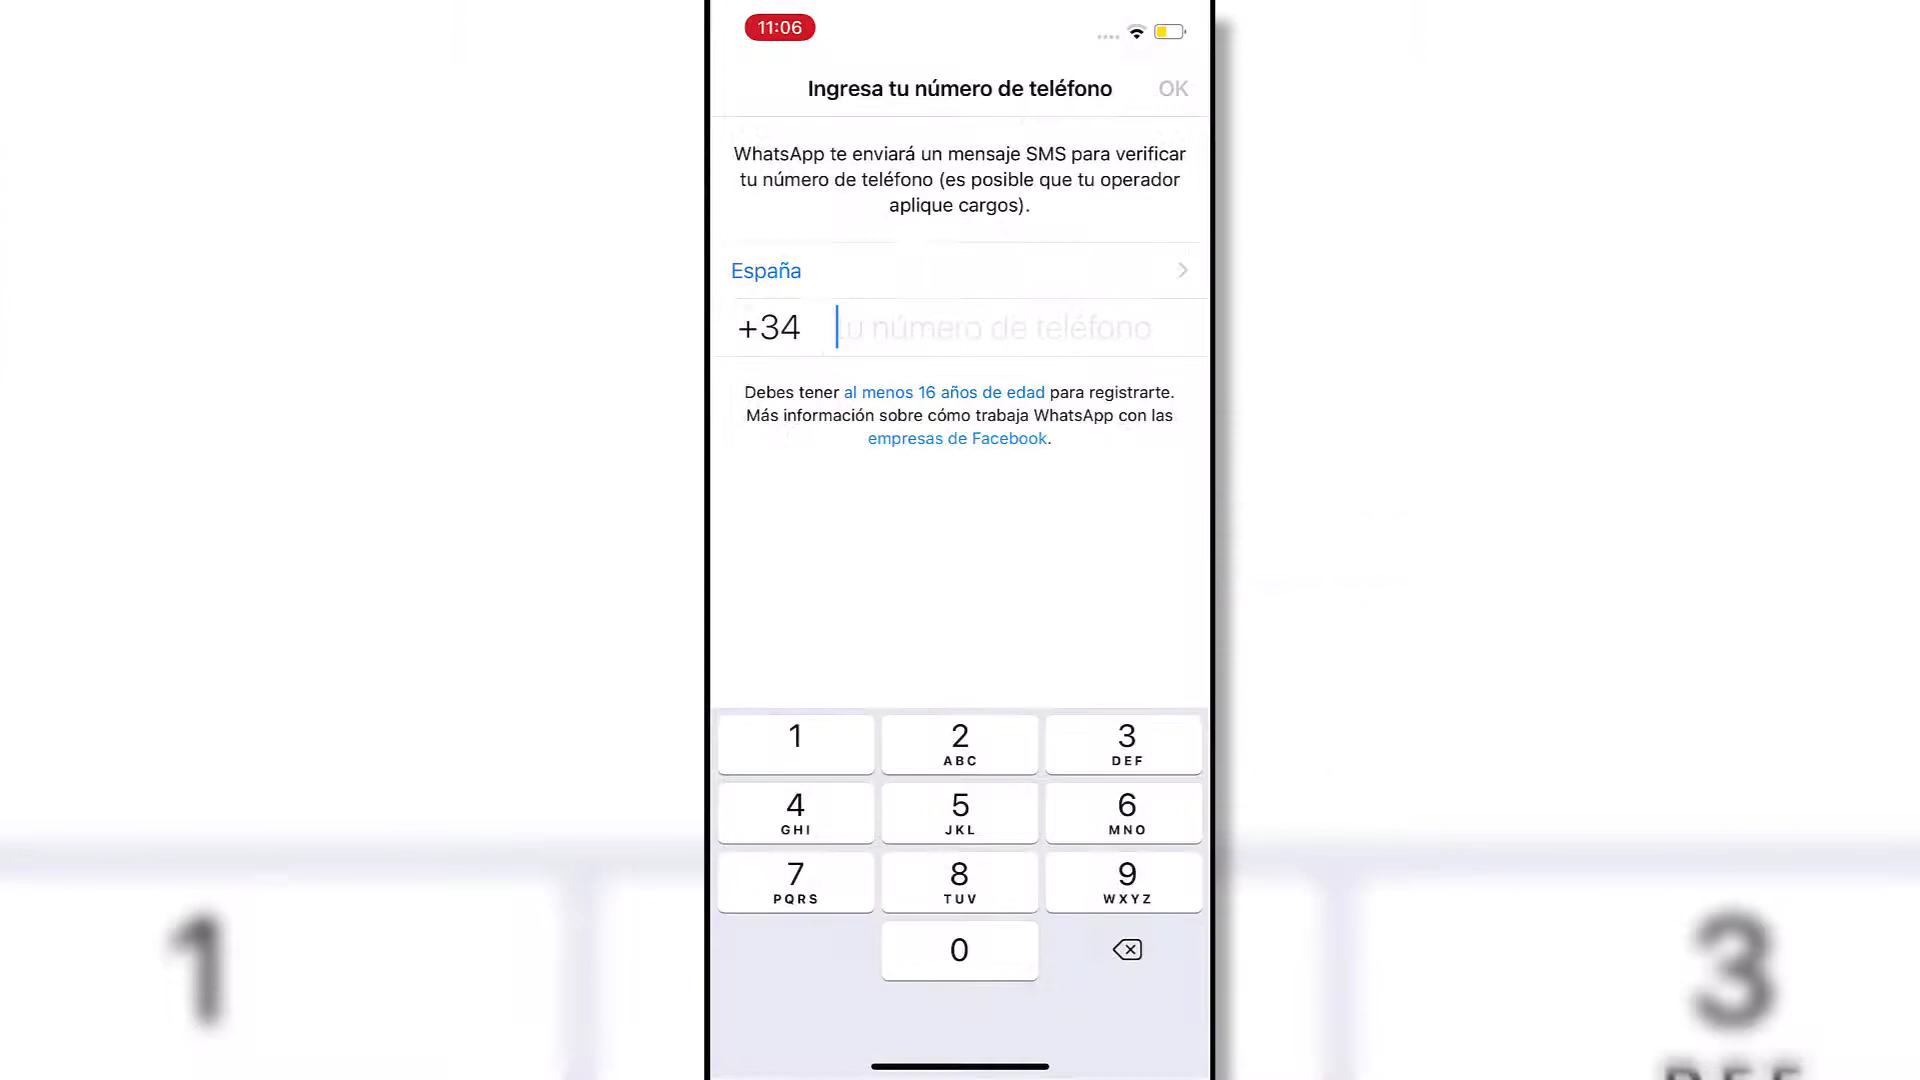 11:06
Ingresa tu número de teléfono
OK
WhatsApp te enviará un mensaje SMS para verificar
tu número de teléfono (es posible que tu operador
aplique cargos).
España
+34
tu número de teléfono
Debes tener al menos 16 años de edad para registrarte.
Más información sobre cómo trabaja WhatsApp con las
empresas de Facebook.
1
2
ABC
3
DEF
4
GHI
5
JKL
6
MNO
7
PQRS
8
TUV
9
WXYZ
0
1
3
DEF